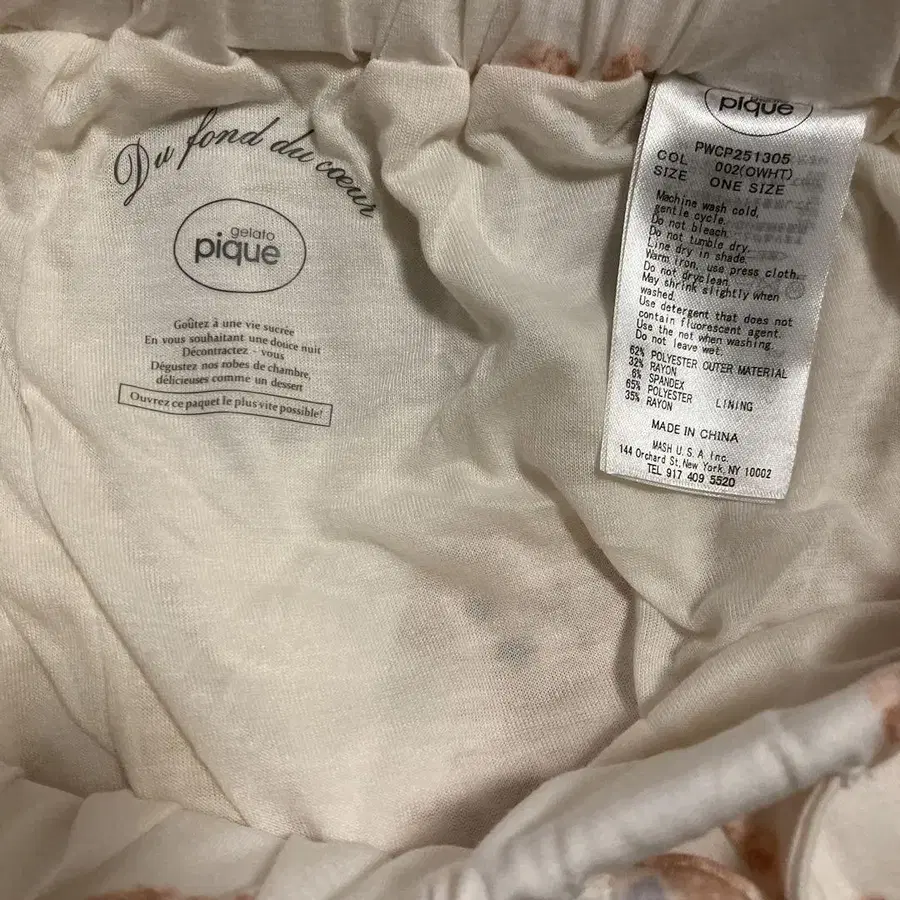 Du fond du cœur
gelato
pique
Goûtez à une vie sucrée
En vous souhaitant une douce nuit
Décontractez - vous
Dégustez nos robes de chambre,
délicieuses comme un dessert
Ouvrez ce paquet le plus vite possible!
pique
PWCP251305
COL 002(OWHT)
SIZE ONE SIZE
Machine wash cold,
gentle cycle.
Do not bleach.
Do not tumble dry.
Line dry in shade.
Warm iron, use press cloth.
Do not dryclean.
May shrink slightly when
washed.
Use detergent that does not
contain fluorescent agent.
Use the net when washing.
Do not leave wet.
62% POLYESTER OUTER MATERIAL
32% RAYON
6% SPANDEX
65% POLYESTER LINING
35% RAYON
MADE IN CHINA
MASH U.S.A Inc.
144 Orchard St, New York, NY 10002
TEL 917 409 5520